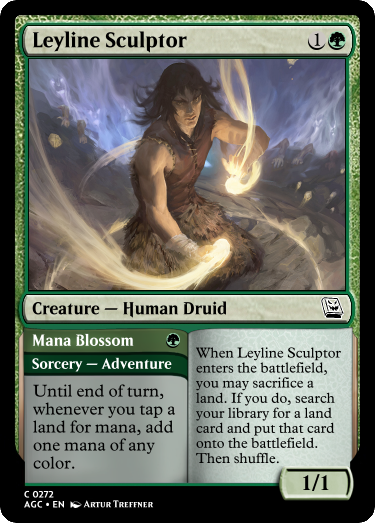 Leyline Sculptor 1
Creature — Human Druid
Mana Blossom
Sorcery — Adventure
Until end of turn,
whenever you tap a
land for mana, add
one mana of any
color.
When Leyline Sculptor
enters the battlefield,
you may sacrifice a
land. If you do, search
your library for a land
card and put that card
onto the battlefield.
Then shuffle.
1/1
C 0272
AGC • EN Artur Treffner